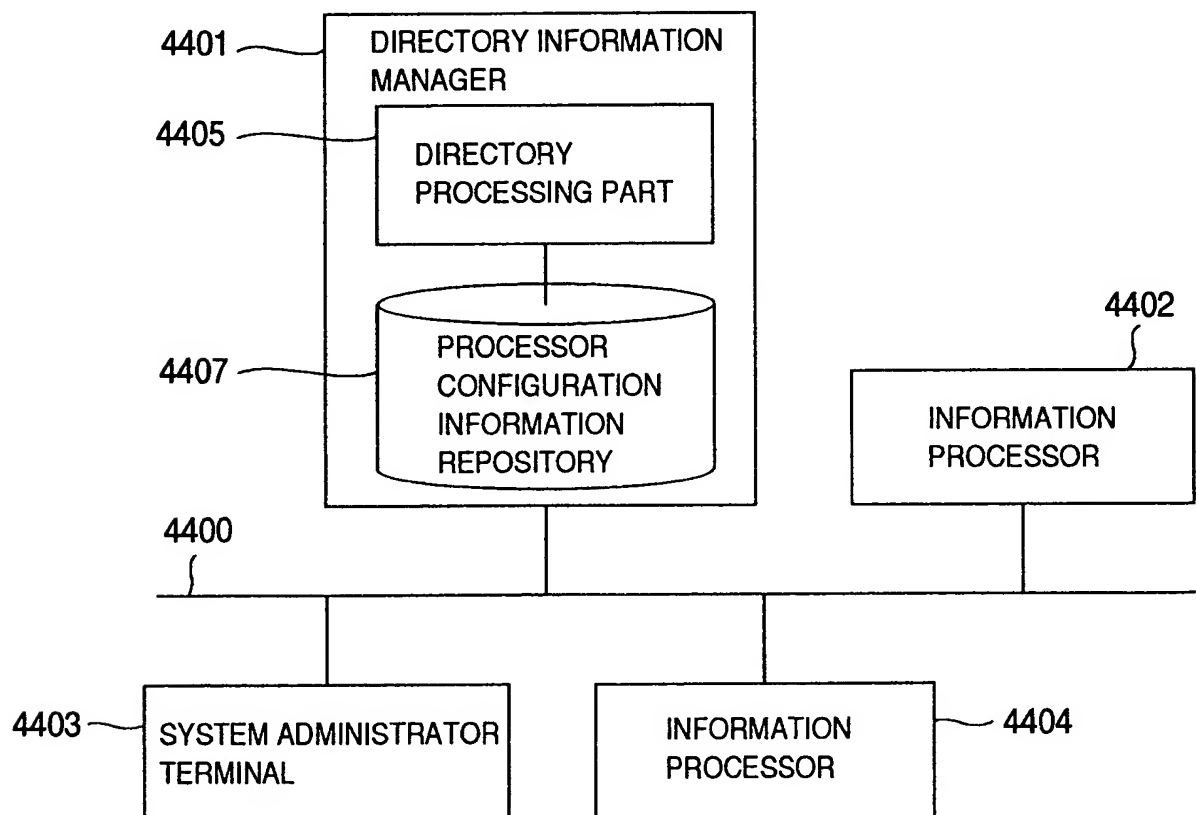 4401
DIRECTORY INFORMATION
MANAGER
4405
DIRECTORY
PROCESSING PART
4407
PROCESSOR
CONFIGURATION
INFORMATION
REPOSITORY
4402
INFORMATION
PROCESSOR
4400
4403
SYSTEM ADMINISTRATOR
TERMINAL
INFORMATION
PROCESSOR
4404